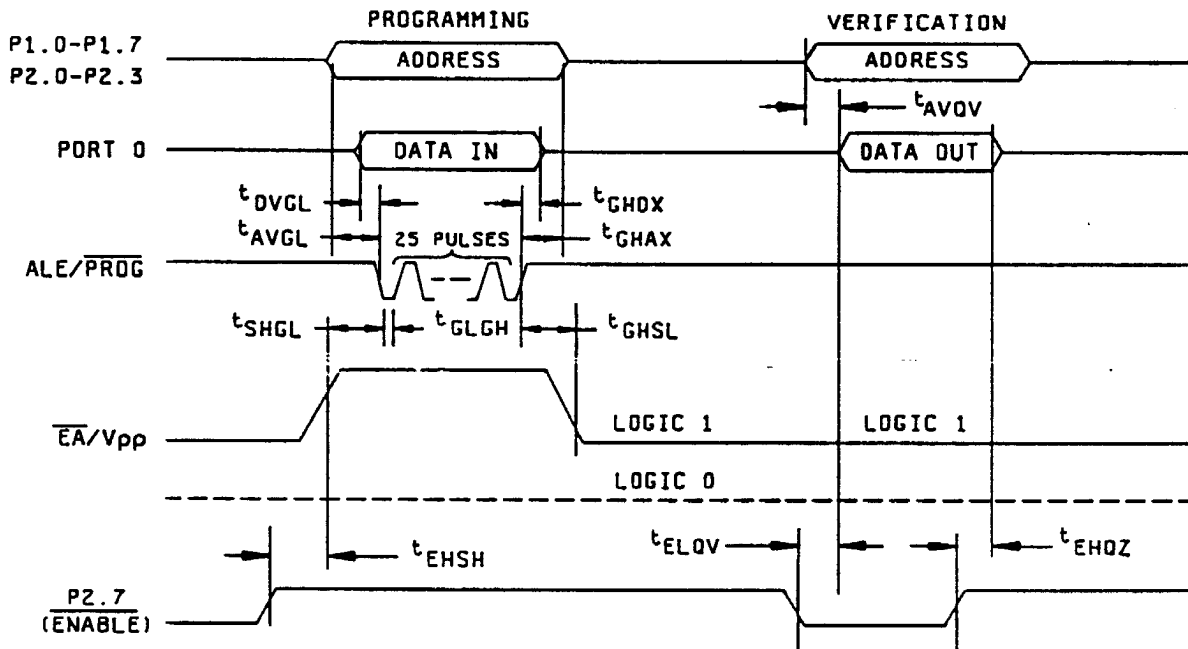 PROGRAMMING
VERIFICATION
P1.0-P1.7
P2.0-P2.3
ADDRESS
ADDRESS
tAVQV
PORT 0
DATA IN
DATA OUT
tDVGL
tGHDX
tAVGL
25 PULSES
tGHAX
ALE/PROG
tSHGL
tGLGH
tGHSL
EA/Vpp
LOGIC 1
LOGIC 1
LOGIC 0
tEHSH
tELQV
tEHQZ
P2.7
(ENABLE)